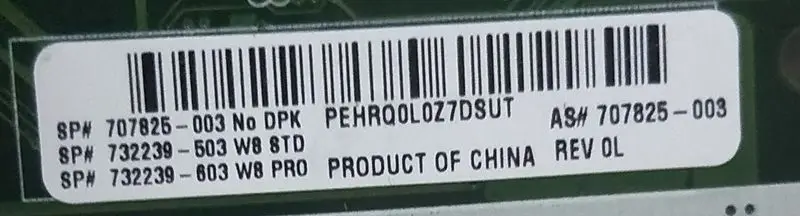 SP# 707825-003 No DPK PEHRQ0L0Z7DSUT AS# 707825-003
SP# 732239-503 W8 STD
SP# 732239-603 W8 PRO PRODUCT OF CHINA REV 0L